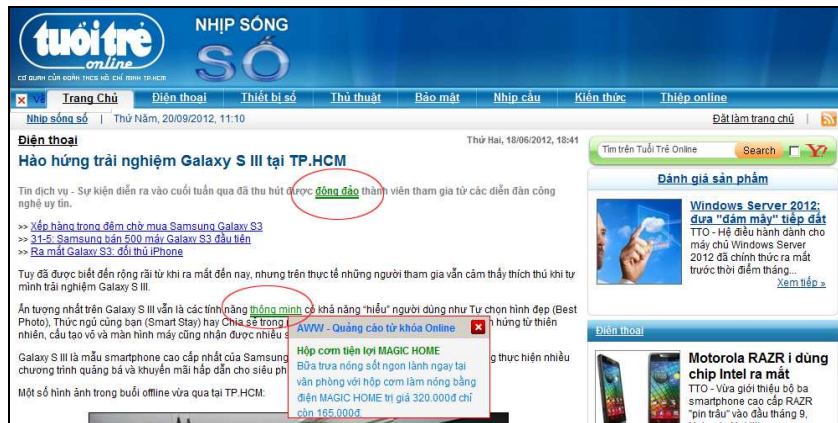 tuổi trẻ
online
CƠ QUAN CỦA ĐOÀN TNCS HỒ CHÍ MINH TP.HCM
NHỊP SỐNG
SỐ
Trang Chủ Điện thoại Thiết bị số Thủ thuật Bảo mật Nhịp cầu Kiến thức Thiệp online
Nhịp sống số | Thứ Năm, 20/09/2012, 11:10 Đặt làm trang chủ |
Điện thoại Thứ Hai, 18/06/2012, 18:41
Hào hứng trải nghiệm Galaxy S III tại TP.HCM
Tin dịch vụ - Sự kiện diễn ra vào cuối tuần qua đã thu hút được đông đảo thành viên tham gia từ các diễn đàn công
nghệ uy tín.
>> Xếp hàng trong đêm chờ mua Samsung Galaxy S3
>> 31-5: Samsung bán 500 máy Galaxy S3 đầu tiên
>> Ra mắt Galaxy S3: đối thủ iPhone
Tuy đã được biết đến rộng rãi từ khi ra mắt đến nay, nhưng trên thực tế những người tham gia vẫn cảm thấy thích thú khi tự
mình trải nghiệm Galaxy S III.
Ấn tượng nhất trên Galaxy S III vẫn là các tính năng thông minh có khả năng "hiểu" người dùng như Tự chọn hình đẹp (Best
Photo), Thức ngủ cùng bạn (Smart Stay) hay Chia sẻ trong h hứng từ thiên
nhiên, cấu tạo vỏ và màn hình máy cũng nhận được nhiều s
Galaxy S III là mẫu smartphone cao cấp nhất của Samsung g thực hiện nhiều
chương trình quảng bá và khuyến mãi hấp dẫn cho siêu ph
Một số hình ảnh trong buổi offline vừa qua tại TP.HCM:
AWW - Quảng cáo từ khóa Online
Hộp cơm tiện lợi MAGIC HOME
Bữa trưa nóng sốt ngon lành ngay tại
văn phòng với hộp cơm làm nóng bằng
điện MAGIC HOME trị giá 320.000đ chỉ
còn 165.000đ.
Tìm trên Tuổi Trẻ Online Search Y?
Đánh giá sản phẩm
Windows Server 2012:
đưa "đám mây" tiếp đất
TTO - Hệ điều hành dành cho
máy chủ Windows Server
2012 đã chính thức ra mắt
trước thời điểm tháng...
Xem tiếp »
Điện thoại
Motorola RAZR i dùng
chip Intel ra mắt
TTO - Vừa giới thiệu bộ ba
smartphone cao cấp RAZR
"pin trâu" vào đầu tháng 9,